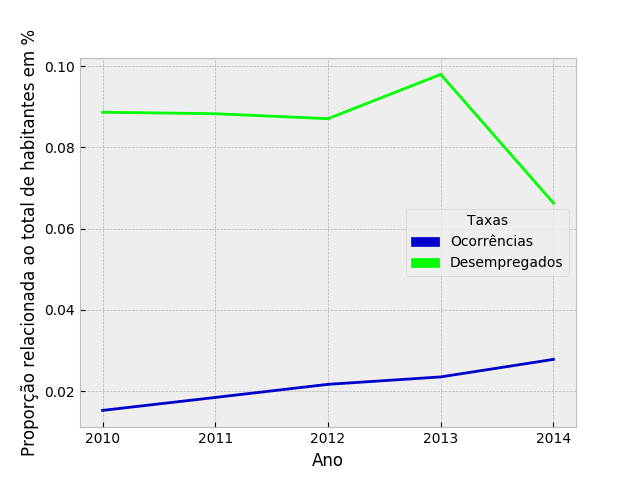 Proporção relacionada ao total de habitantes em %
0.10
0.08
0.06
0.04
0.02
Taxas
Ocorrências
Desempregados
2010 2011 2012 2013 2014
Ano